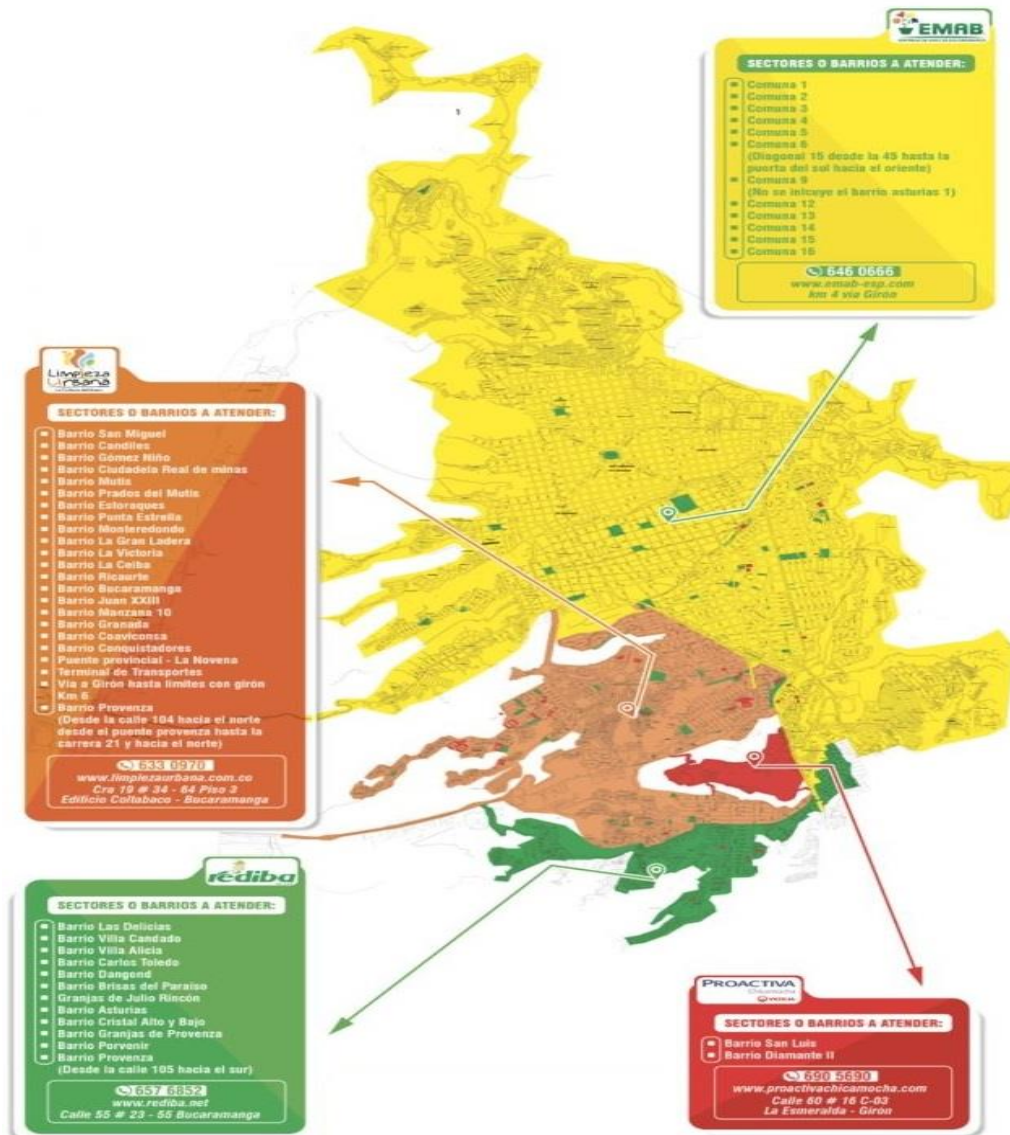 EMAB
SECTORES O BARRIOS A ATENDER:
Comuna 1
Comuna 2
Comuna 3
Comuna 4
Comuna 5
Comuna 6
(Diagonal 15 desde la 45 hasta la
puerta del sol hacia el oriente)
Comuna 9
(No se inlcuye el barrio asturias 1)
Comuna 12
Comuna 13
Comuna 14
Comuna 15
Comuna 16
646 0666
www.emab-esp.com
km 4 via Girón
1
Limpieza
Urbana
SECTORES O BARRIOS A ATENDER:
Barrio San Miguel
Barrio Candiles
Barrio Gómez Niño
Barrio Ciudadela Real de minas
Barrio Mutis
Barrio Prados del Mutis
Barrio Estoraques
Barrio Punta Estrella
Barrio Monteredondo
Barrio La Gran Ladera
Barrio La Victoria
Barrio La Ceiba
Barrio Ricaurte
Barrio Bucaramanga
Barrio Juan XXIII
Barrio Manzana 10
Barrio Granada
Barrio Coaviconsa
Barrio Conquistadores
Puente provincial - La Novena
Terminal de Transportes
Via a Girón hasta limites con girón
Km 6
Barrio Provenza
(Desde la calle 104 hacia el norte
desde el puente provenza hasta la
carrera 21 y hacia el norte)
633 0970
www.limpiezaurbana.com.co
Cra 19 # 34 - 64 Piso 3
Edificio Coltabaco - Bucaramanga
rediba
SECTORES O BARRIOS A ATENDER:
Barrio Las Delicias
Barrio Villa Candado
Barrio Villa Alicia
Barrio Carlos Toledo
Barrio Dangond
Barrio Brisas del Paraiso
Granjas de Julio Rincón
Barrio Asturias
Barrio Cristal Alto y Bajo
Barrio Granjas de Provenza
Barrio Porvenir
Barrio Provenza
(Desde la calle 105 hacia el sur)
657 6852
www.rediba.net
Calle 55 # 23 - 55 Bucaramanga
PROACTIVA
Chicamocha
VEOLIA
SECTORES O BARRIOS A ATENDER:
Barrio San Luis
Barrio Diamante II
690 5690
www.proactivachicamocha.com
Calle 60 # 16 C-03
La Esmeralda - Girón